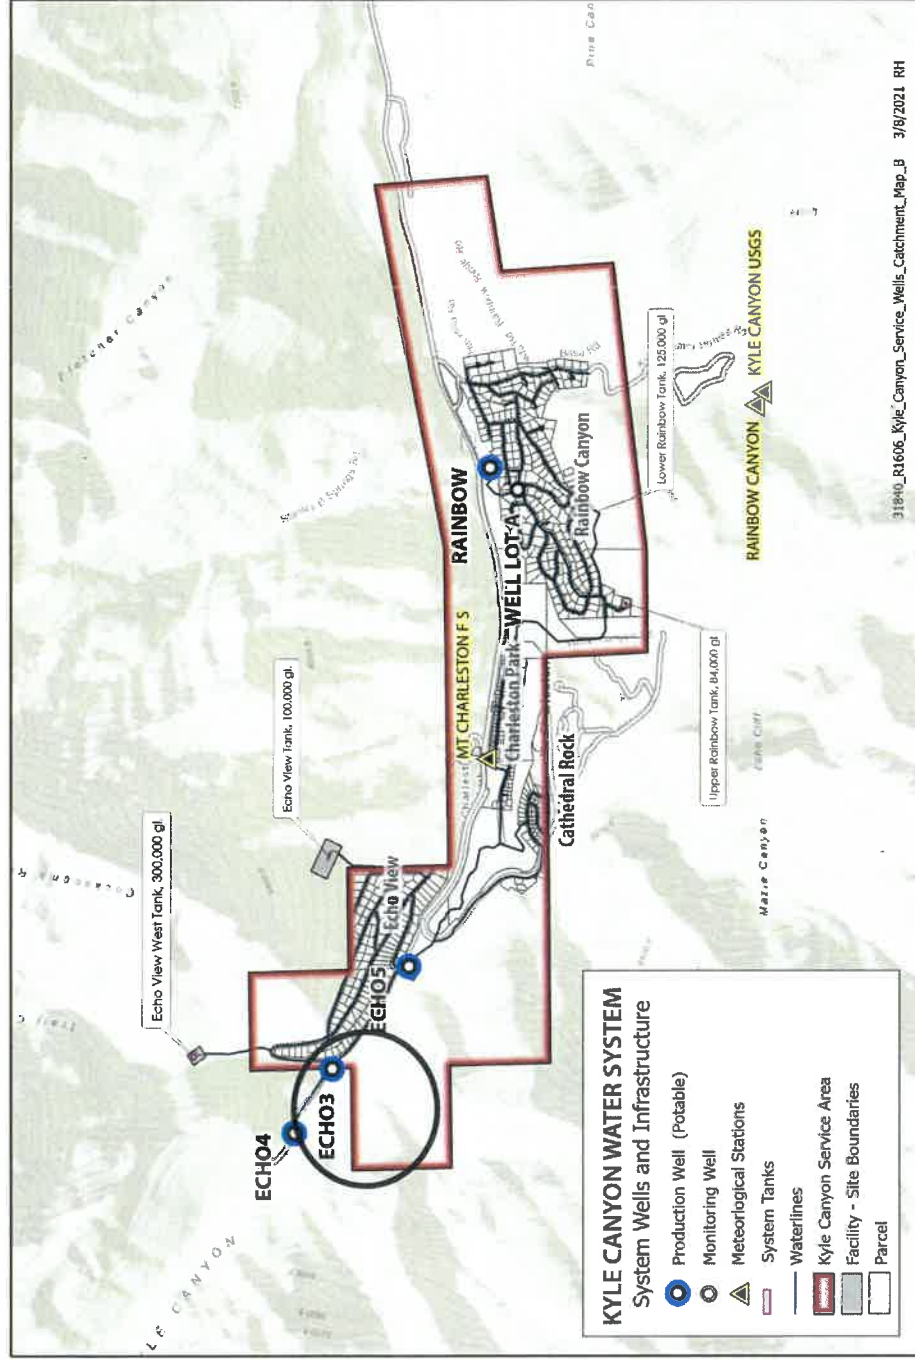 Echo View West Tank, 300,000 gl.
Echo View Tank, 100,000 gl.
Fletcher Canyon
ECHO4
ECHO3
ECHO5
Echo View
MT CHARLESTON F S
Charleston Park
Cathedral Rock
RAINBOW
WELL LOT A
Rainbow Canyon
Rainbow Ridge Rd
Lower Rainbow Tank, 125,000 gl
Upper Rainbow Tank, 84,000 gl
Mazie Canyon
Echo Cliff
RAINBOW CANYON
KYLE CANYON USGS
KYLE CANYON WATER SYSTEM
System Wells and Infrastructure
Production Well (Potable)
Monitoring Well
Meteorlogical Stations
System Tanks
Waterlines
Kyle Canyon Service Area
Facility - Site Boundaries
Parcel
31840_R1606_Kyle_Canyon_Service_Wells_Catchment_Map_B 3/8/2021 RH